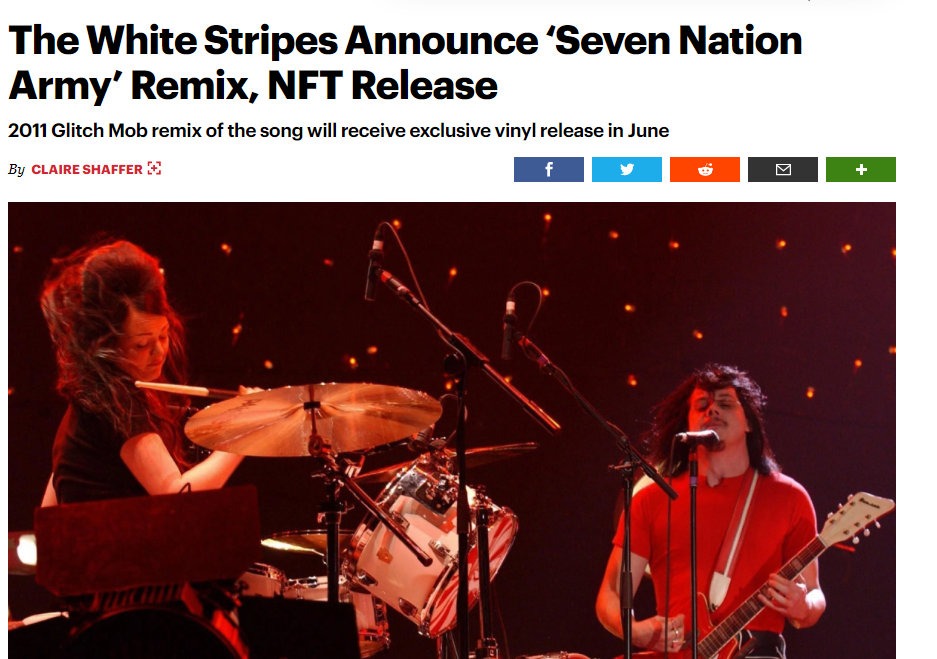 The White Stripes Announce ‘Seven Nation
Army’ Remix, NFT Release
2011 Glitch Mob remix of the song will receive exclusive vinyl release in June
By CLAIRE SHAFFER